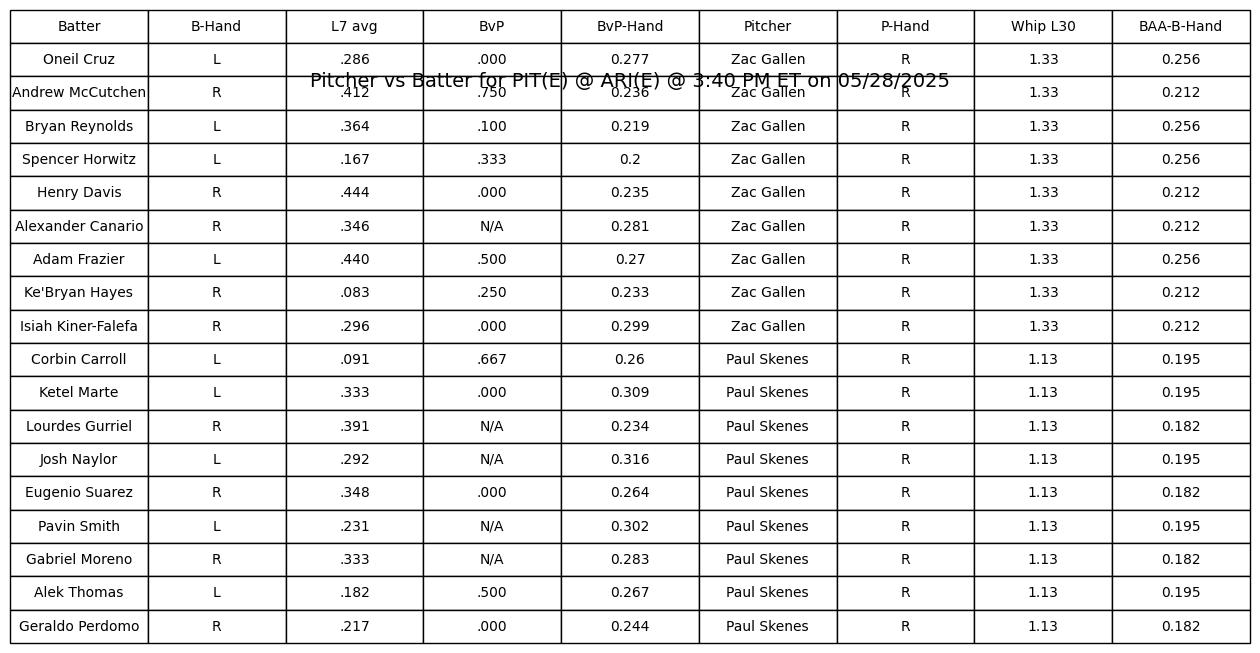 Batter B-Hand L7 avg BvP BvP-Hand Pitcher P-Hand Whip L30 BAA-B-Hand
Oneil Cruz L .286 .000 0.277 Zac Gallen R 1.33 0.256
Pitcher vs Batter for PIT(E) @ ARI(E) @ 3:40 PM ET on 05/28/2025
Andrew McCutchen R .412 .750 0.236 Zac Gallen R 1.33 0.212
Bryan Reynolds L .364 .100 0.219 Zac Gallen R 1.33 0.256
Spencer Horwitz L .167 .333 0.2 Zac Gallen R 1.33 0.256
Henry Davis R .444 .000 0.235 Zac Gallen R 1.33 0.212
Alexander Canario R .346 N/A 0.281 Zac Gallen R 1.33 0.212
Adam Frazier L .440 .500 0.27 Zac Gallen R 1.33 0.256
Ke'Bryan Hayes R .083 .250 0.233 Zac Gallen R 1.33 0.212
Isiah Kiner-Falefa R .296 .000 0.299 Zac Gallen R 1.33 0.212
Corbin Carroll L .091 .667 0.26 Paul Skenes R 1.13 0.195
Ketel Marte L .333 .000 0.309 Paul Skenes R 1.13 0.195
Lourdes Gurriel R .391 N/A 0.234 Paul Skenes R 1.13 0.182
Josh Naylor L .292 N/A 0.316 Paul Skenes R 1.13 0.195
Eugenio Suarez R .348 .000 0.264 Paul Skenes R 1.13 0.182
Pavin Smith L .231 N/A 0.302 Paul Skenes R 1.13 0.195
Gabriel Moreno R .333 N/A 0.283 Paul Skenes R 1.13 0.182
Alek Thomas L .182 .500 0.267 Paul Skenes R 1.13 0.195
Geraldo Perdomo R .217 .000 0.244 Paul Skenes R 1.13 0.182